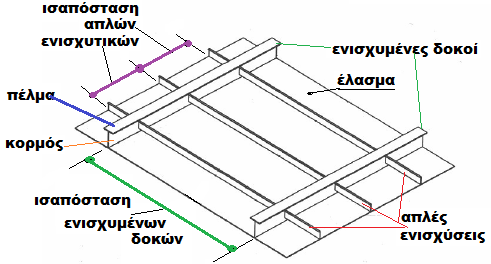 ισαπόσταση
απλών
ενισχυτικών
ενισχυμένες δοκοί
έλασμα
πέλμα
κορμός
ισαπόσταση
ενισχυμένων
δοκών
απλές
ενισχύσεις